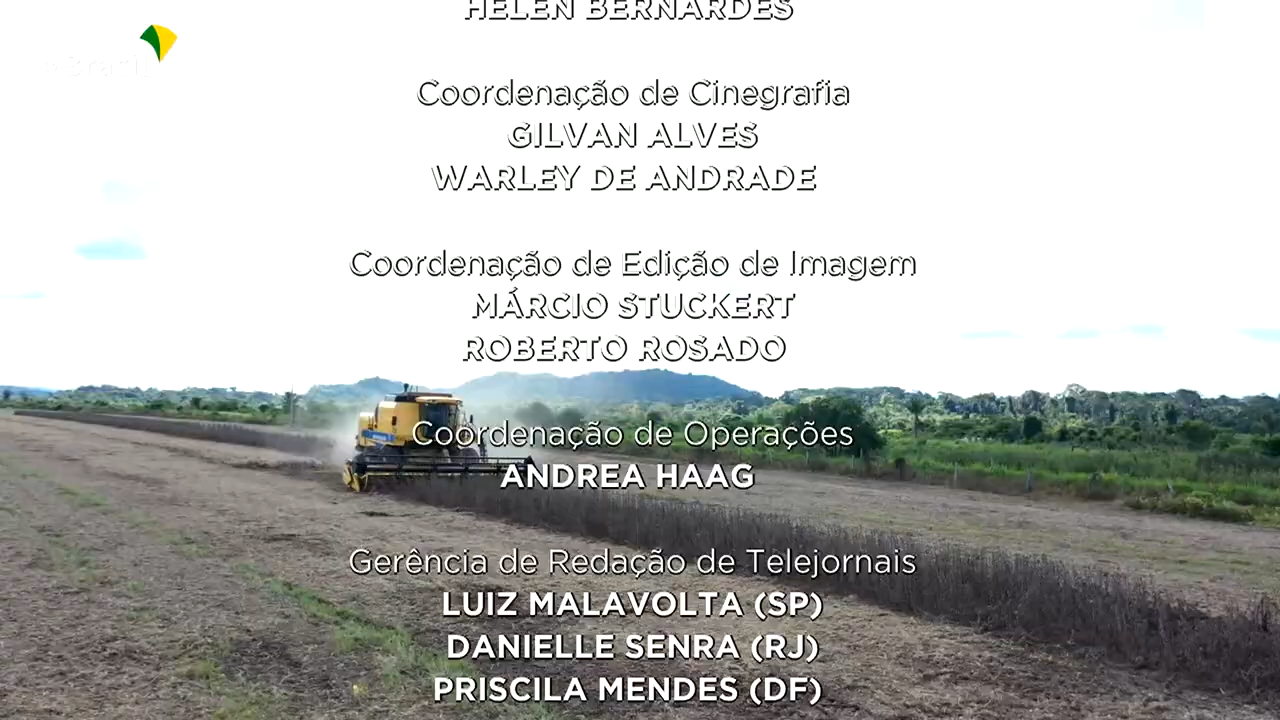 HELEN BERNARDES
Coordenação de Cinegrafia
GILVAN ALVES
WARLEY DE ANDRADE
Coordenação de Edição de Imagem
MÁRCIO STUCKERT
ROBERTO ROSADO
Coordenação de Operações
ANDREA HAAG
Gerência de Redação de Telejornais
LUIZ MALAVOLTA (SP)
DANIELLE SENRA (RJ)
PRISCILA MENDES (DF)